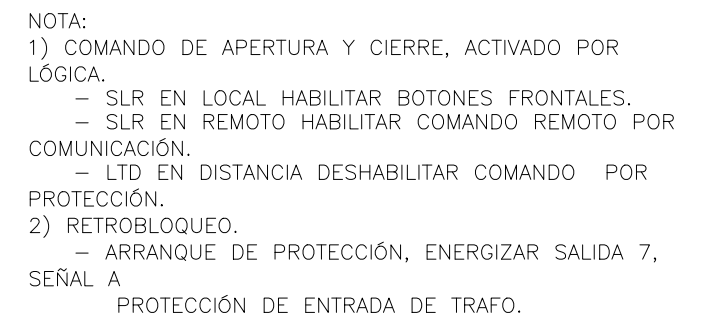 NOTA:
1) COMANDO DE APERTURA Y CIERRE, ACTIVADO POR
LÓGICA.
– SLR EN LOCAL HABILITAR BOTONES FRONTALES.
– SLR EN REMOTO HABILITAR COMANDO REMOTO POR
COMUNICACIÓN.
– LTD EN DISTANCIA DESHABILITAR COMANDO POR
PROTECCIÓN.
2) RETROBLOQUEO.
– ARRANQUE DE PROTECCIÓN, ENERGIZAR SALIDA 7,
SEÑAL A
PROTECCIÓN DE ENTRADA DE TRAFO.